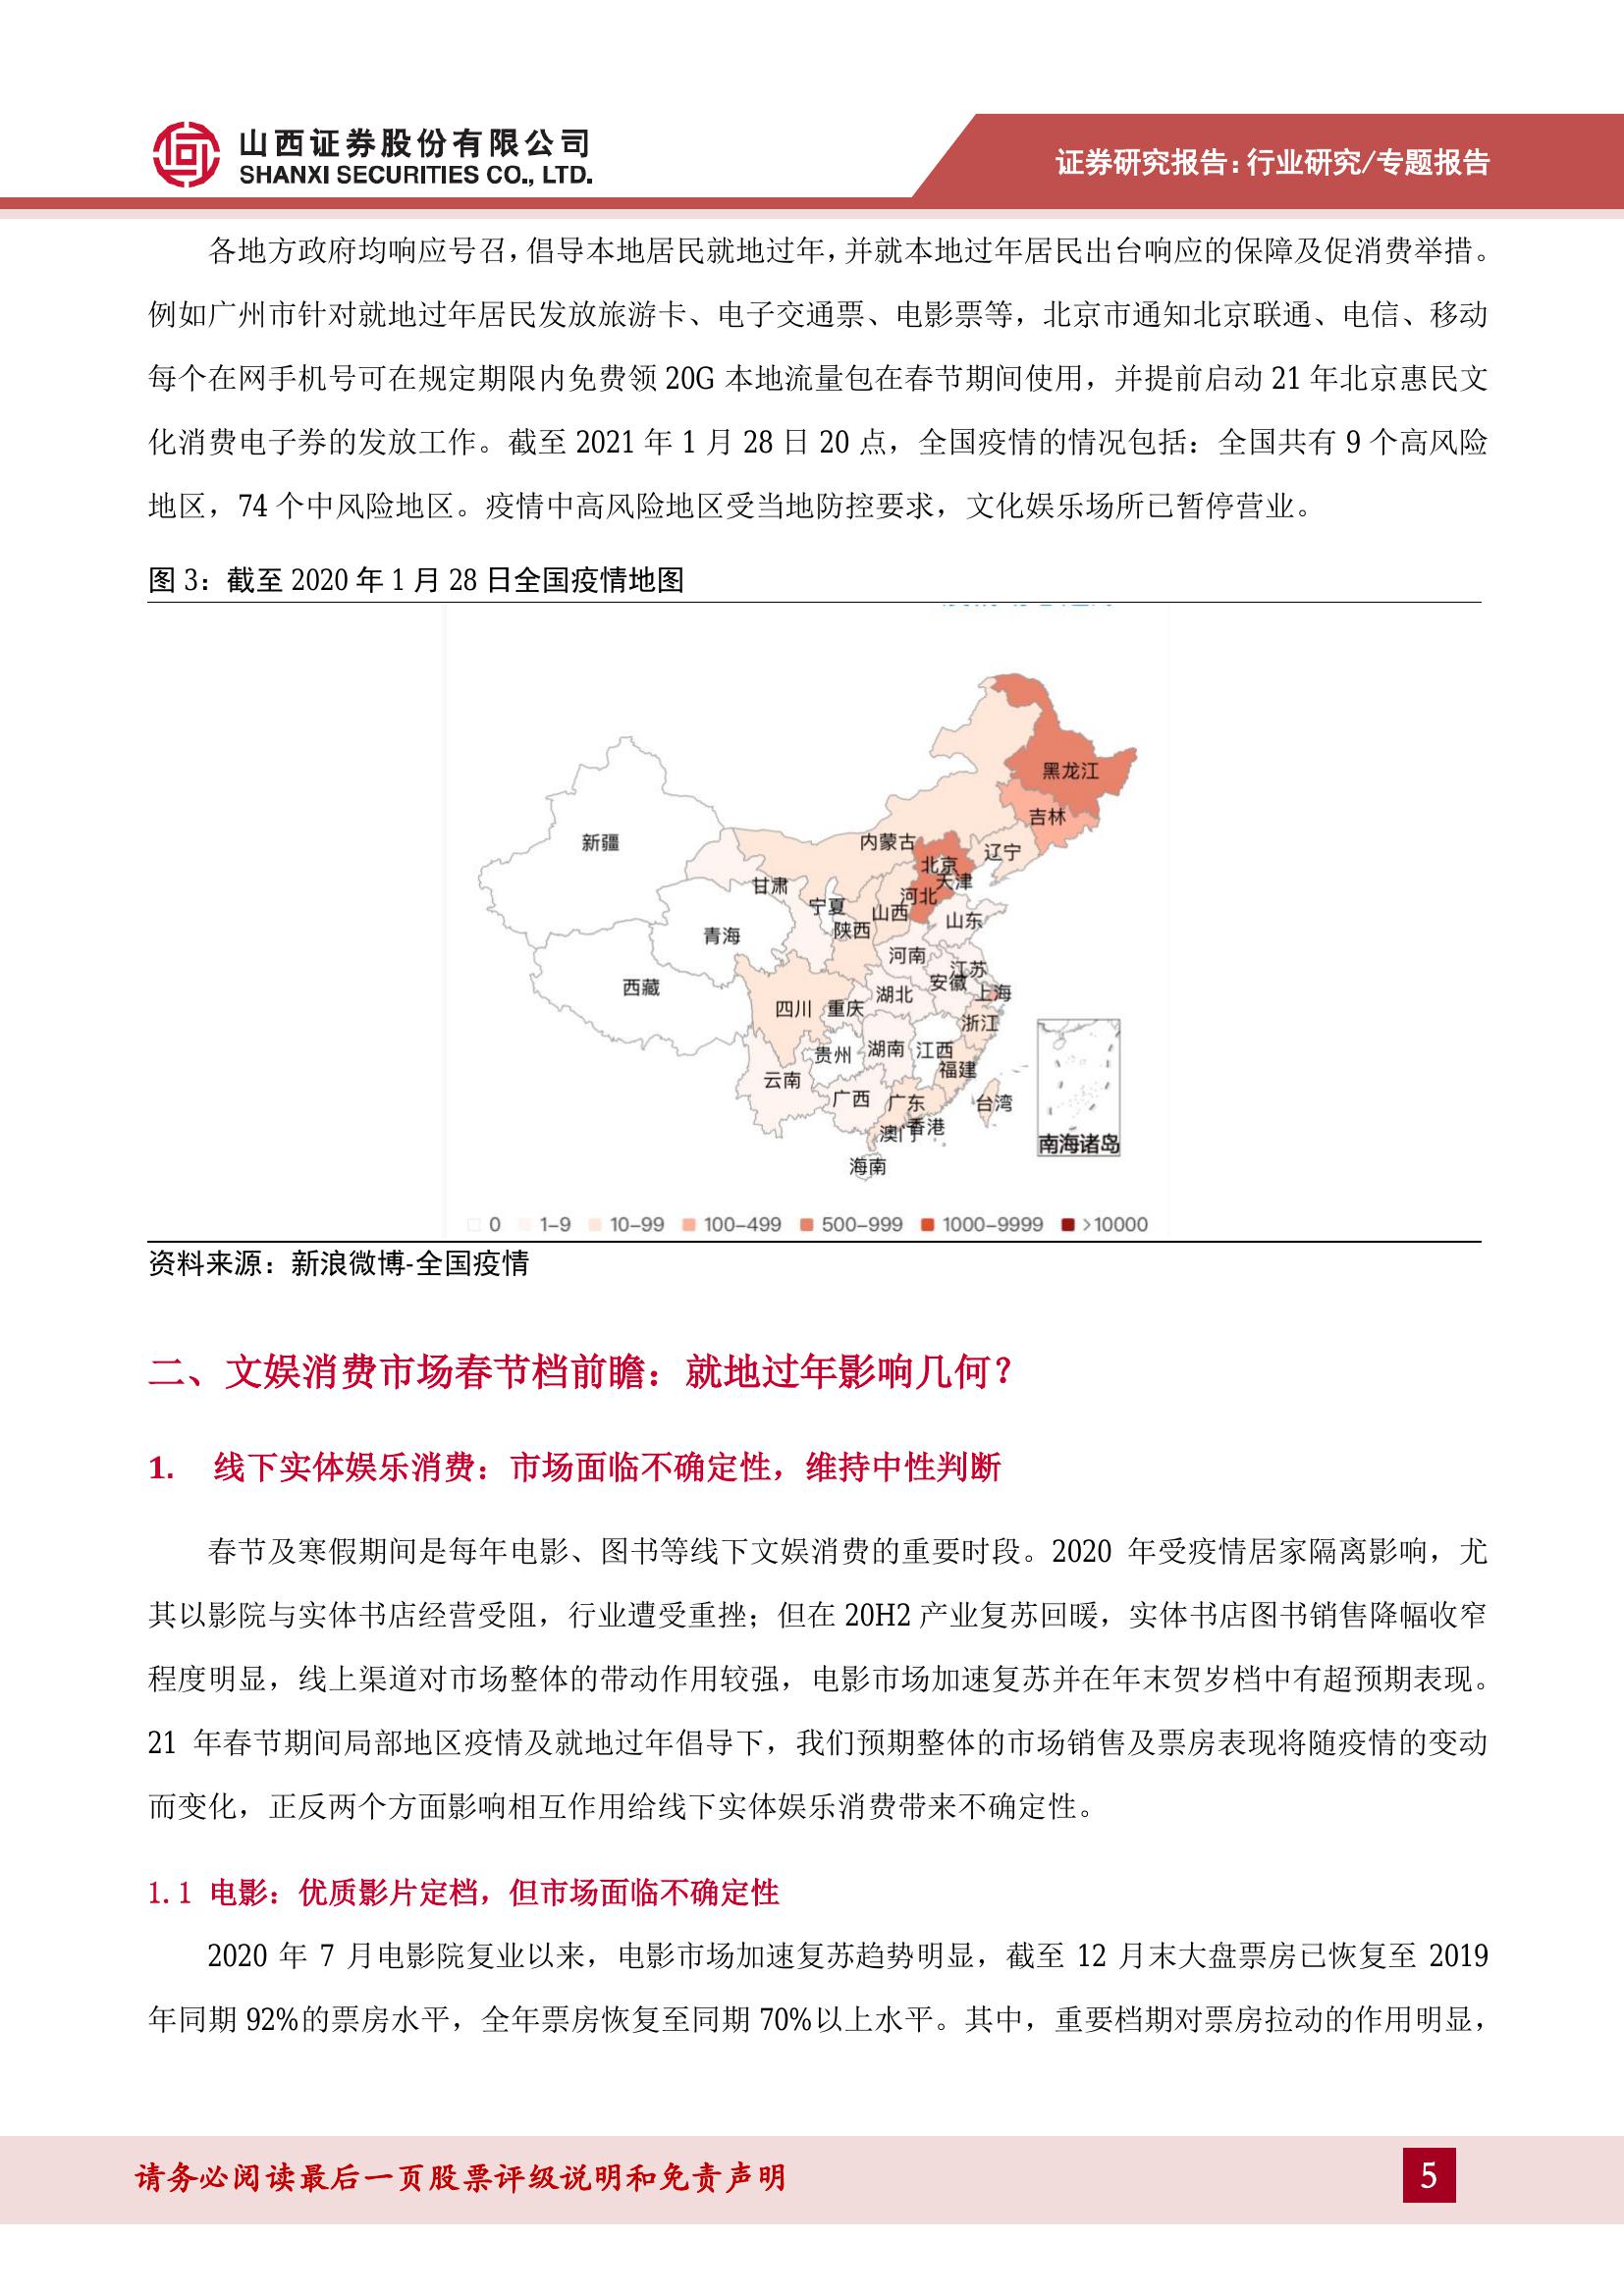 山西证券股份有限公司
SHANXI SECURITIES CO., LTD.
证券研究报告：行业研究/专题报告
各地方政府均响应号召，倡导本地居民就地过年，并就本地过年居民出台响应的保障及促消费举措。
例如广州市针对就地过年居民发放旅游卡、电子交通票、电影票等，北京市通知北京联通、电信、移动
每个在网手机号可在规定期限内免费领 20G 本地流量包在春节期间使用，并提前启动 21 年北京惠民文
化消费电子券的发放工作。截至 2021 年 1 月 28 日 20 点，全国疫情的情况包括：全国共有 9 个高风险
地区，74 个中风险地区。疫情中高风险地区受当地防控要求，文化娱乐场所已暂停营业。
图 3：截至 2020 年 1 月 28 日全国疫情地图
黑龙江
吉林
新疆
内蒙古
辽宁
北京
天津
甘肃
河北
宁夏
山西
山东
陕西
青海
河南
江苏
安徽
西藏
湖北
上海
四川
重庆
浙江
湖南
江西
贵州
福建
云南
广西
广东
台湾
香港
澳门
南海诸岛
海南
0 1-9 10-99 100-499 500-999 1000-9999 >10000
资料来源：新浪微博-全国疫情
二、文娱消费市场春节档前瞻：就地过年影响几何？
1. 线下实体娱乐消费：市场面临不确定性，维持中性判断
春节及寒假期间是每年电影、图书等线下文娱消费的重要时段。2020 年受疫情居家隔离影响，尤
其以影院与实体书店经营受阻，行业遭受重挫；但在 20H2 产业复苏回暖，实体书店图书销售降幅收窄
程度明显，线上渠道对市场整体的带动作用较强，电影市场加速复苏并在年末贺岁档中有超预期表现。
21 年春节期间局部地区疫情及就地过年倡导下，我们预期整体的市场销售及票房表现将随疫情的变动
而变化，正反两个方面影响相互作用给线下实体娱乐消费带来不确定性。
1.1 电影：优质影片定档，但市场面临不确定性
2020 年 7 月电影院复业以来，电影市场加速复苏趋势明显，截至 12 月末大盘票房已恢复至 2019
年同期 92%的票房水平，全年票房恢复至同期 70%以上水平。其中，重要档期对票房拉动的作用明显，
请务必阅读最后一页股票评级说明和免责声明
5